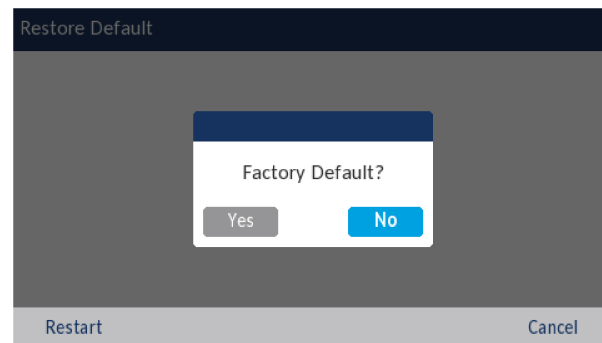 Restore Default
Factory Default?
Yes No
Restart Cancel